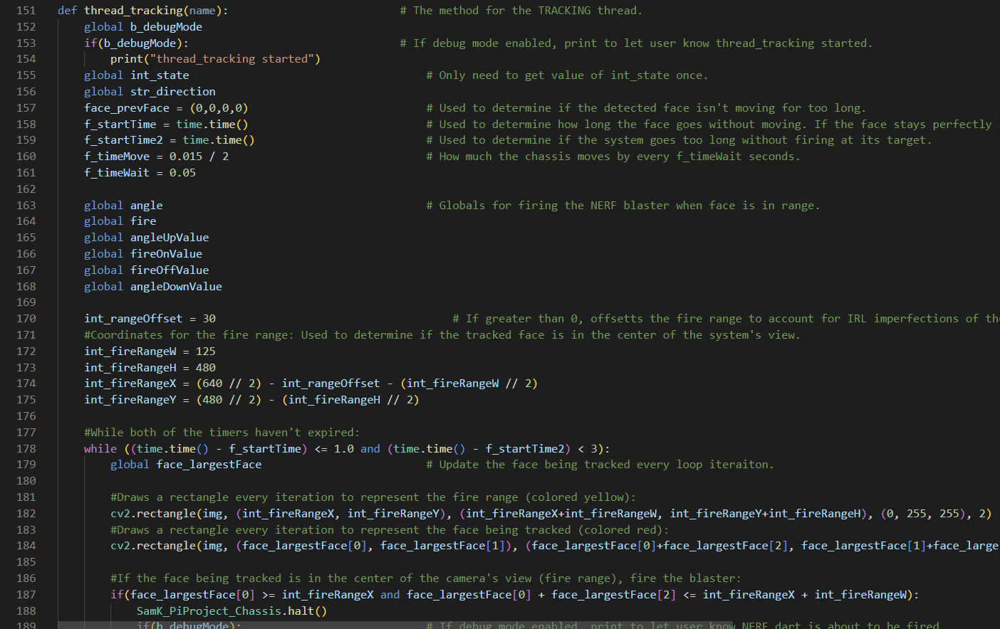 151 def thread_tracking(name): # The method for the TRACKING thread.
152 global b_debugMode
153 if(b_debugMode): # If debug mode enabled, print to let user know thread_tracking started.
154 print("thread_tracking started")
155 global int_state # Only need to get value of int_state once.
156 global str_direction
157 face_prevFace = (0,0,0,0) # Used to determine if the detected face isn't moving for too long.
158 f_startTime = time.time() # Used to determine how long the face goes without moving. If the face stays perfectly
159 f_startTime2 = time.time() # Used to determine if the system goes too long without firing at its target.
160 f_timeMove = 0.015 / 2 # How much the chassis moves by every f_timeWait seconds.
161 f_timeWait = 0.05
162
163 global angle # Globals for firing the NERF blaster when face is in range.
164 global fire
165 global angleUpValue
166 global fireOnValue
167 global fireOffValue
168 global angleDownValue
169
170 int_rangeOffset = 30 # If greater than 0, offsetts the fire range to account for IRL imperfections of
171 #Coordinates for the fire range: Used to determine if the tracked face is in the center of the system's view.
172 int_fireRangeW = 125
173 int_fireRangeH = 480
174 int_fireRangeX = (640 // 2) - int_rangeOffset - (int_fireRangeW // 2)
175 int_fireRangeY = (480 // 2) - (int_fireRangeH // 2)
176
177 #While both of the timers haven't expired:
178 while ((time.time() - f_startTime) <= 1.0 and (time.time() - f_startTime2) < 3):
179 global face_largestFace # Update the face being tracked every loop iteraiton.
180
181 #Draws a rectangle every iteration to represent the fire range (colored yellow):
182 cv2.rectangle(img, (int_fireRangeX, int_fireRangeY), (int_fireRangeX+int_fireRangeW, int_fireRangeY+int_fireRangeH), (0, 255, 255), 2)
183 #Draws a rectangle every iteration to represent the face being tracked (colored red):
184 cv2.rectangle(img, (face_largestFace[0], face_largestFace[1]), (face_largestFace[0]+face_largestFace[2], face_largestFace[1]+face_large
185
186 #If the face being tracked is in the center of the camera's view (fire range), fire the blaster:
187 if(face_largestFace[0] >= int_fireRangeX and face_largestFace[0] + face_largestFace[2] <= int_fireRangeX + int_fireRangeW):
188 SamK_PiProject_Chassis.halt()
189 if(b_debugMode): # If debug mode enabled, print to let user know NERF dart is about to be fired